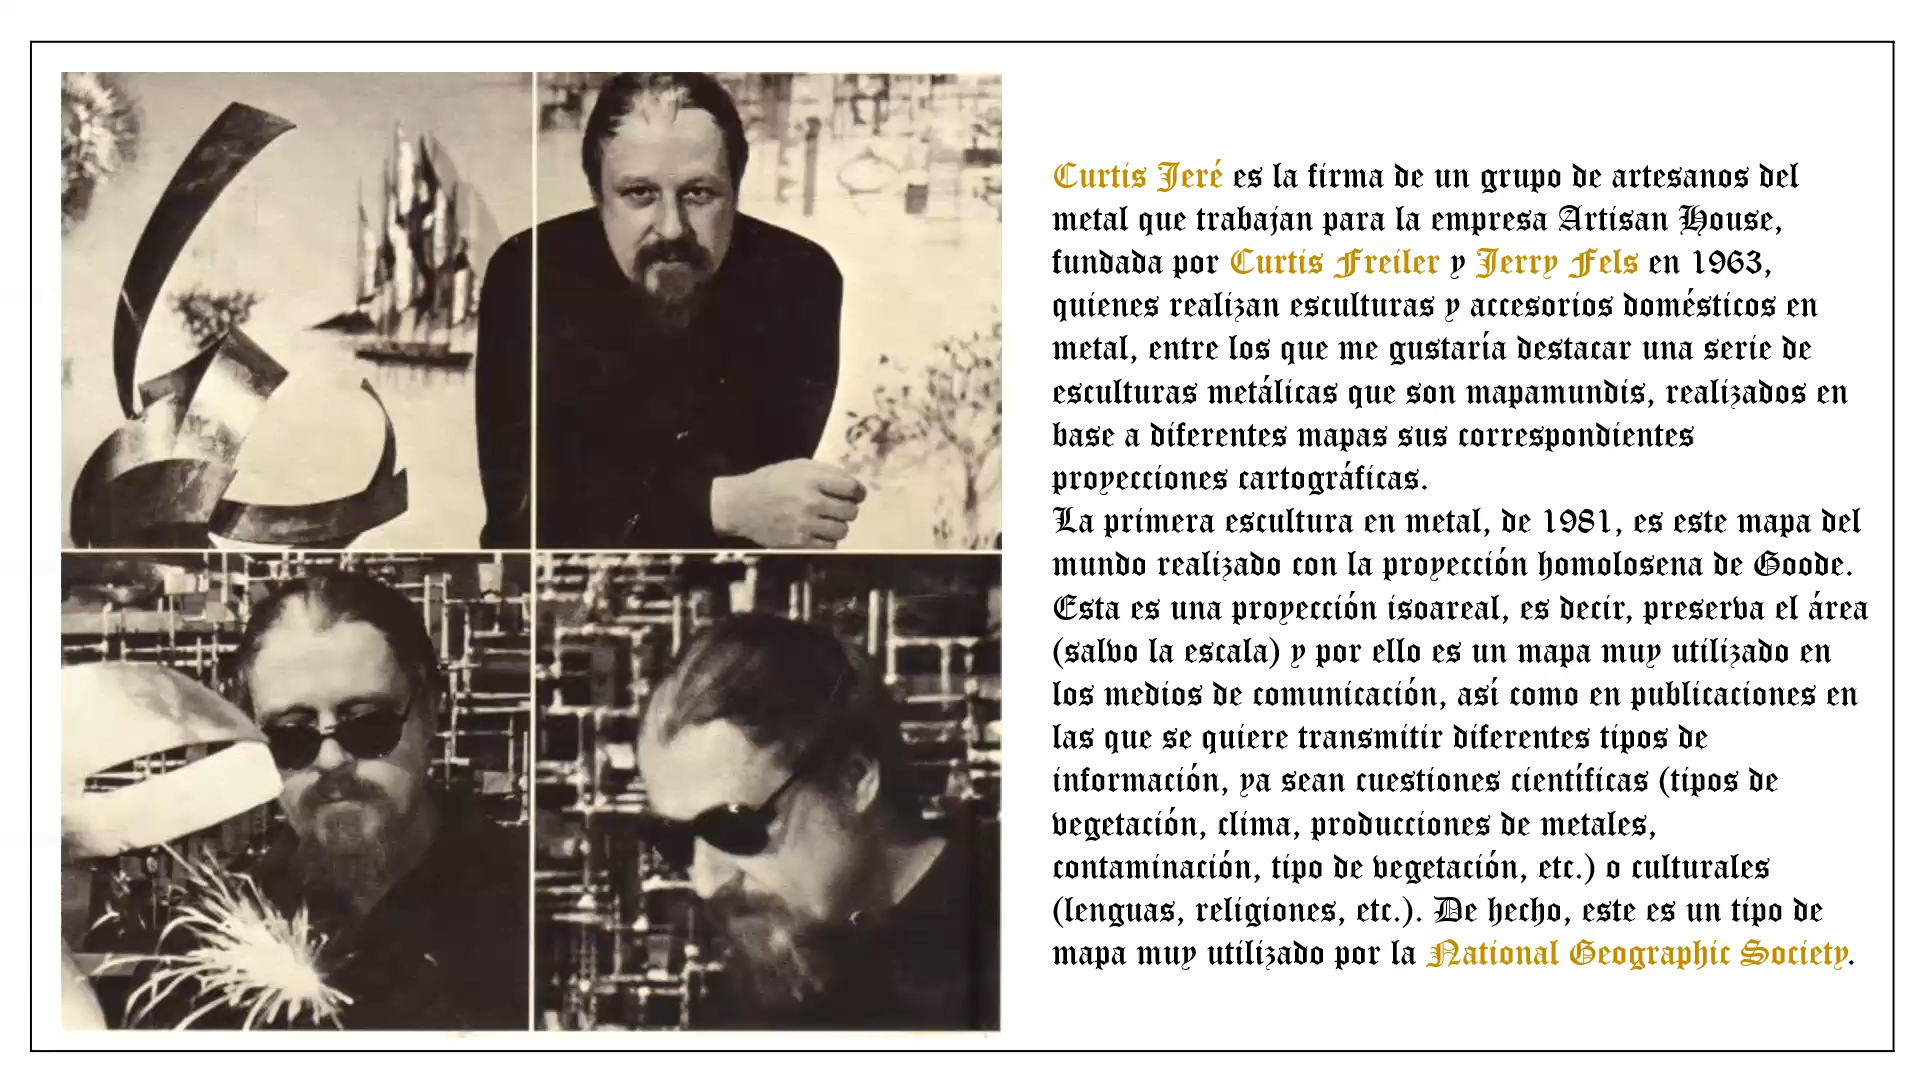 Curtis Jeré es la firma de un grupo de artesanos del
metal que trabajan para la empresa Artisan House,
fundada por Curtis Freiler y Jerry Fels en 1963,
quienes realizan esculturas y accesorios domésticos en
metal, entre los que me gustaría destacar una serie de
esculturas metálicas que son mapamundis, realizados en
base a diferentes mapas sus correspondientes
proyecciones cartográficas.
La primera escultura en metal, de 1981, es este mapa del
mundo realizado con la proyección homolosena de Goode.
Esta es una proyección isoareal, es decir, preserva el área
(salvo la escala) y por ello es un mapa muy utilizado en
los medios de comunicación, así como en publicaciones en
las que se quiere transmitir diferentes tipos de
información, ya sean cuestiones científicas (tipos de
vegetación, clima, producciones de metales,
contaminación, tipo de vegetación, etc.) o culturales
(lenguas, religiones, etc.). De hecho, este es un tipo de
mapa muy utilizado por la National Geographic Society.